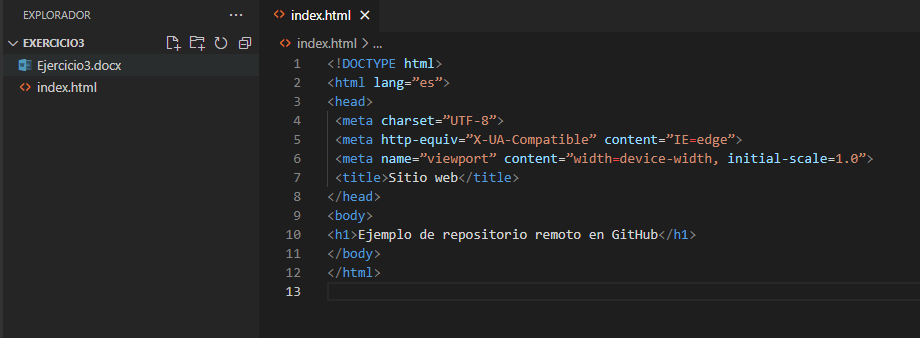 EXPLORADOR ...
EXERCICIO3
Ejercicio3.docx
index.html
index.html
index.html > ...
1 <!DOCTYPE html>
2 <html lang=”es”>
3 <head>
4 <meta charset=”UTF-8”>
5 <meta http-equiv=”X-UA-Compatible” content=”IE=edge”>
6 <meta name=”viewport” content=”width=device-width, initial-scale=1.0”>
7 <title>Sitio web</title>
8 </head>
9 <body>
10 <h1>Ejemplo de repositorio remoto en GitHub</h1>
11 </body>
12 </html>
13